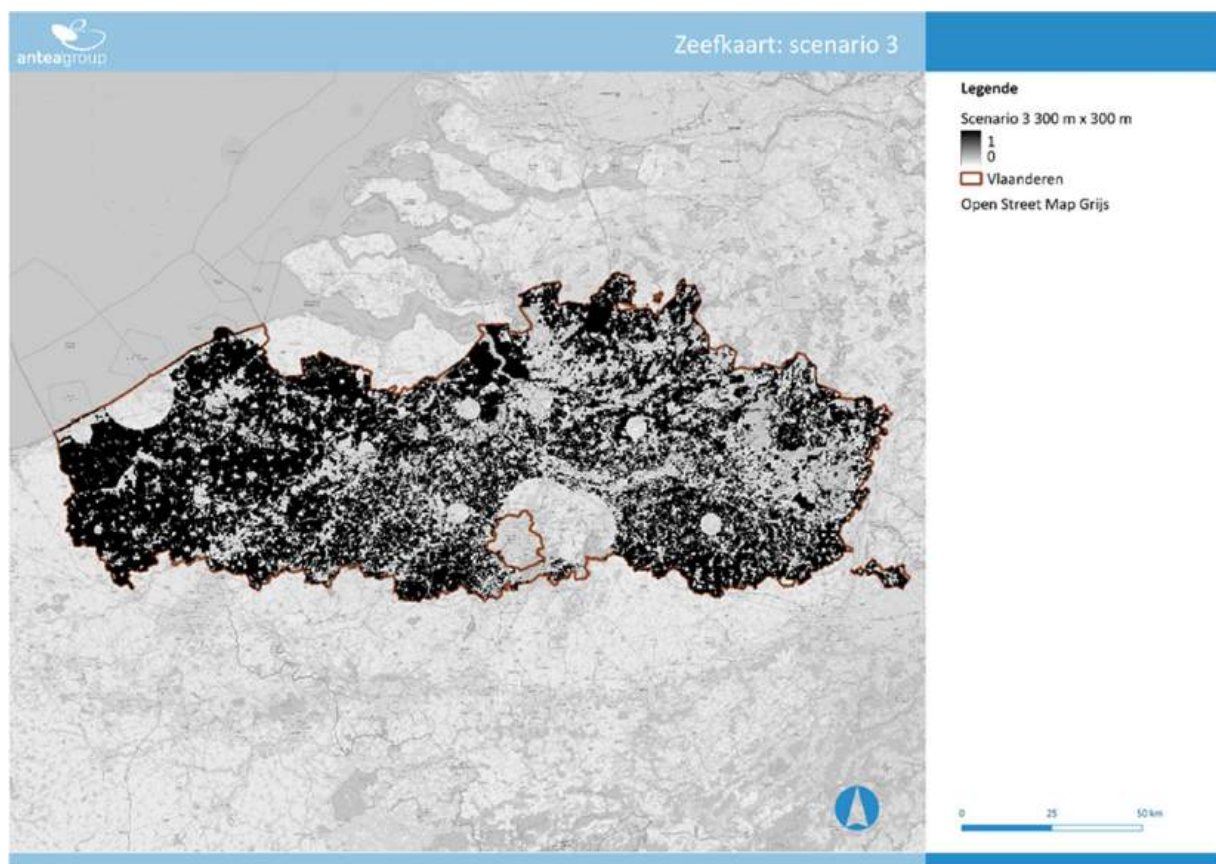 anteagroup
Zeefkaart: scenario 3
Legende
Scenario 3 300 m x 300 m
1
0
Vlaanderen
Open Street Map Grijs
0 25 50 km